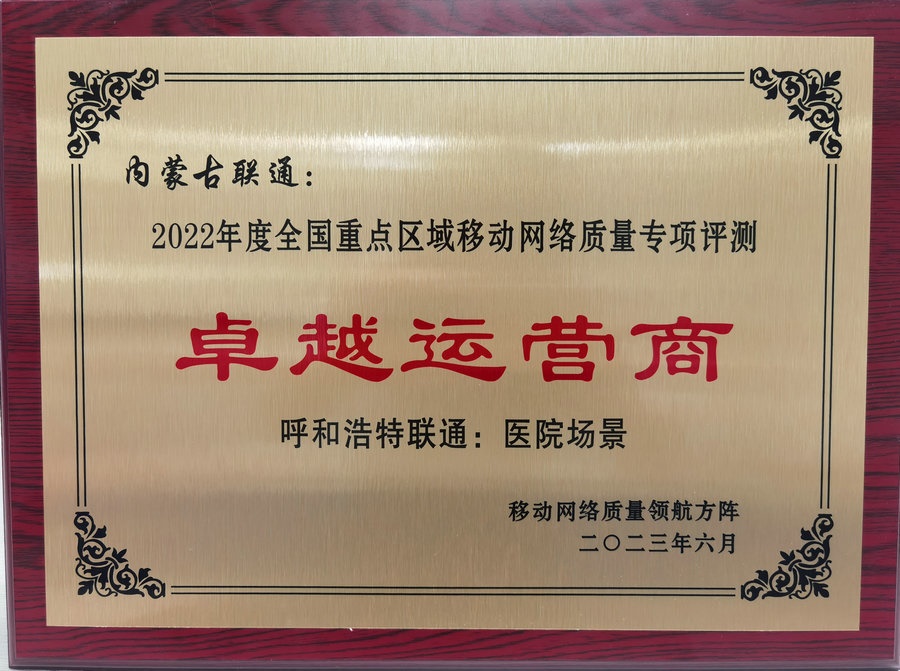 内蒙古联通：
2022年度全国重点区域移动网络质量专项评测
卓越运营商
呼和浩特联通：医院场景
移动网络质量领航方阵
二〇二三年六月